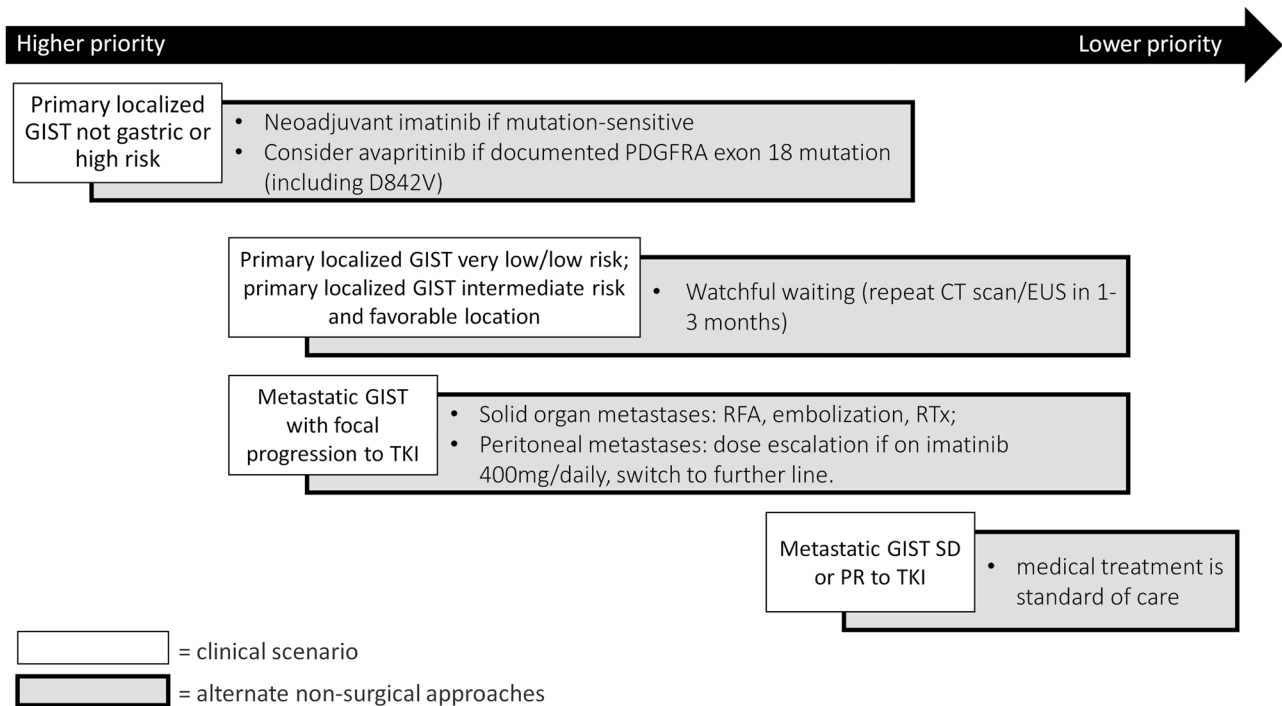 Higher priority
Lower priority
Primary localized
GIST not gastric or
high risk
• Neoadjuvant imatinib if mutation-sensitive
• Consider avapritinib if documented PDGFRA exon 18 mutation
(including D842V)
Primary localized GIST very low/low risk;
primary localized GIST intermediate risk
and favorable location
• Watchful waiting (repeat CT scan/EUS in 1-
3 months)
Metastatic GIST
with focal
progression to TKI
• Solid organ metastases: RFA, embolization, RTx;
• Peritoneal metastases: dose escalation if on imatinib
400mg/daily, switch to further line.
Metastatic GIST SD
or PR to TKI
• medical treatment is
standard of care
= clinical scenario
= alternate non-surgical approaches